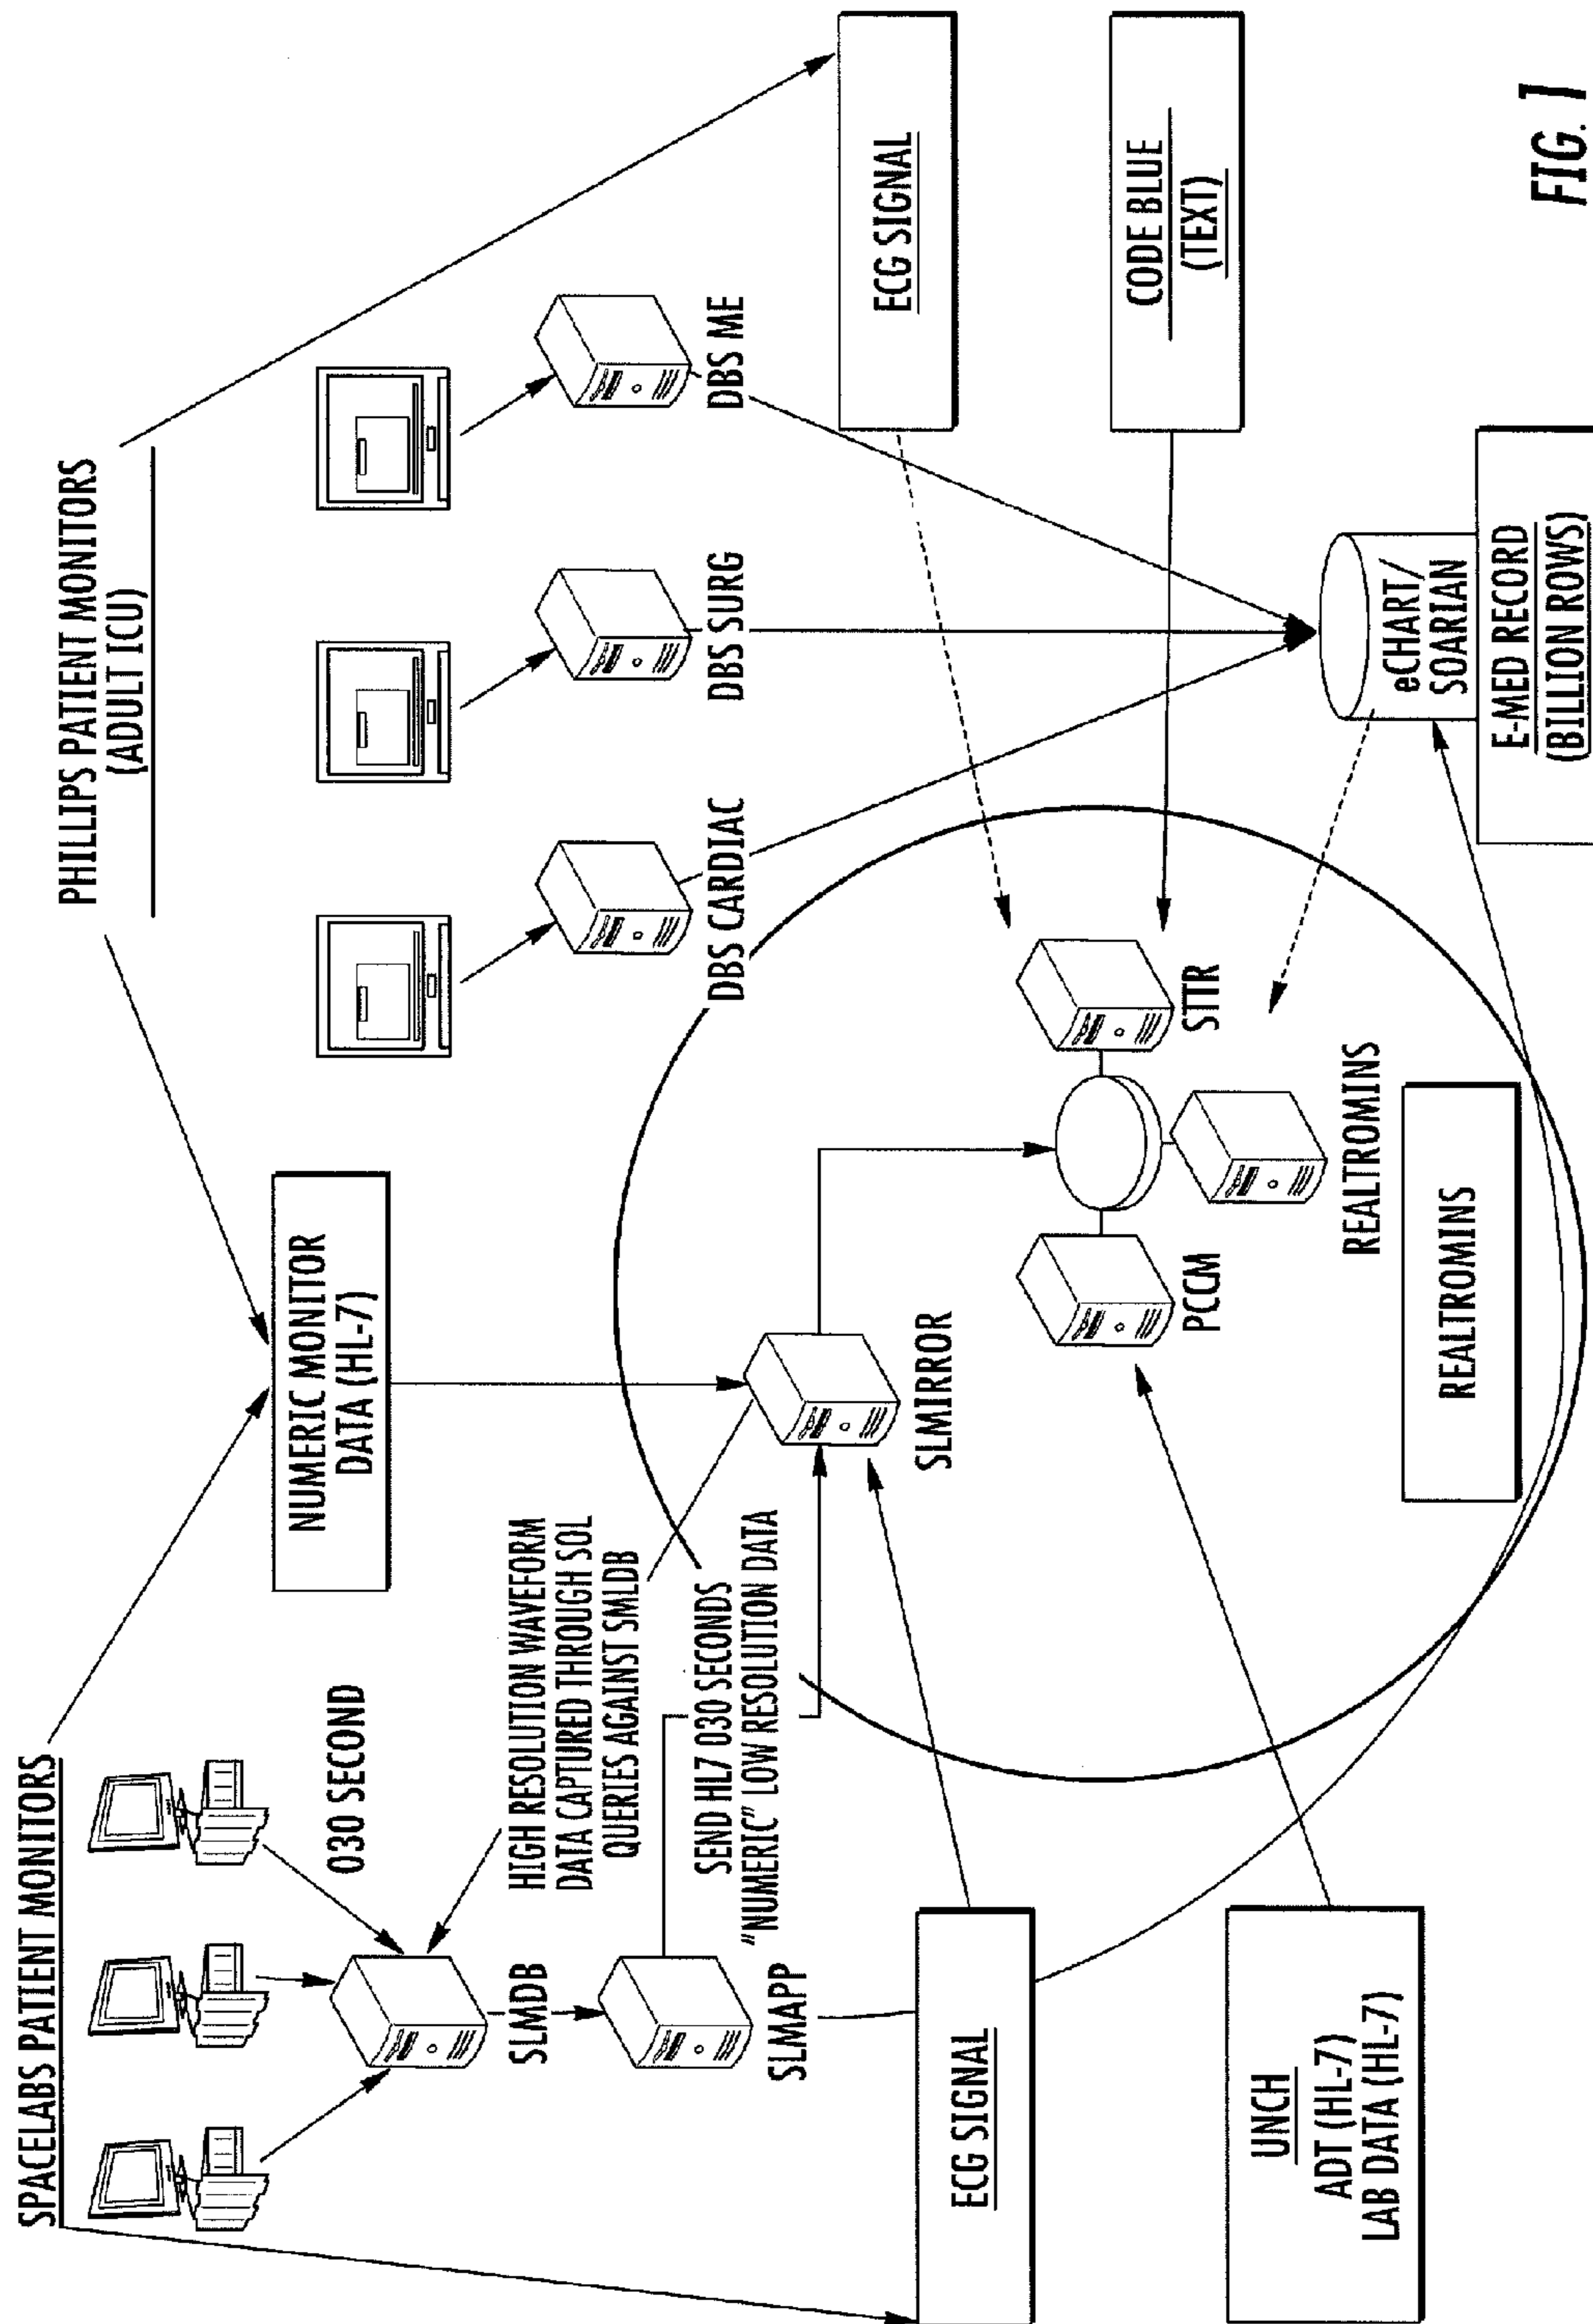 SPACELABS PATIENT MONITORS
PHILLIPS PATIENT MONITORS
(ADULT ICU)
030 SECOND
NUMERIC MONITOR
DATA (HL-7)
SLMDB
HIGH RESOLUTION WAVEFORM
DATA CAPTURED THROUGH SQL
QUERIES AGAINST SMLDB
DBS CARDIAC
DBS SURG
DBS ME
SLMAPP
SEND HL7 030 SECONDS
"NUMERIC" LOW RESOLUTION DATA
SLMIRROR
ECG SIGNAL
ECG SIGNAL
PCCM
STTR
REALTROMINS
CODE BLUE
(TEXT)
UNCH
ADT (HL-7)
LAB DATA (HL-7)
REALTROMINS
eCHART/
SOARIAN
E-MED RECORD
(BILLION ROWS)
FIG. 1